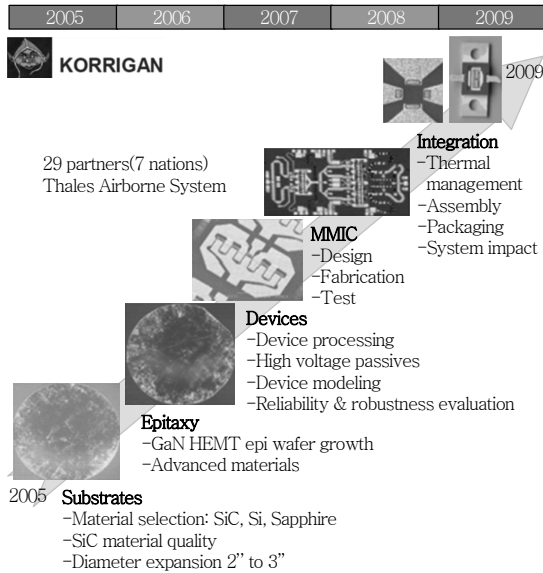 2005 2006 2007 2008 2009
KORRIGAN
2009
29 partners(7 nations)
Thales Airborne System
Integration
-Thermal
management
-Assembly
-Packaging
-System impact
MMIC
-Design
-Fabrication
-Test
Devices
-Device processing
-High voltage passives
-Device modeling
-Reliability & robustness evaluation
Epitaxy
-GaN HEMT epi wafer growth
-Advanced materials
2005
Substrates
-Material selection: SiC, Si, Sapphire
-SiC material quality
-Diameter expansion 2” to 3”